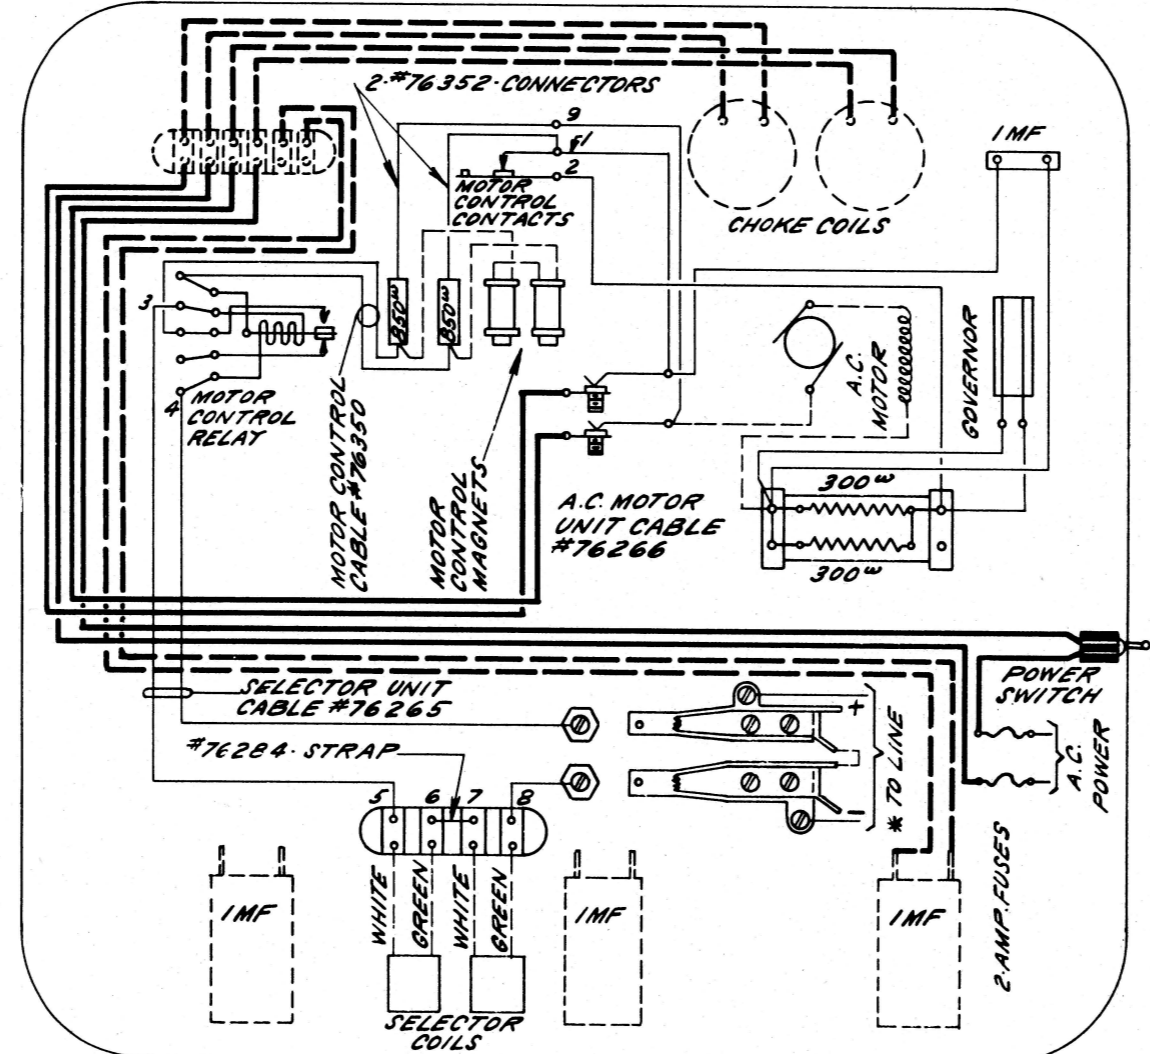 2-#76352-CONNECTORS
9
1
2
MOTOR
CONTROL
CONTACTS
CHOKE COILS
1MF
3
850ω
850ω
4
MOTOR
CONTROL
RELAY
MOTOR CONTROL
CABLE #76350
MOTOR
CONTROL
MAGNETS
A.C.
MOTOR
GOVERNOR
300ω
300ω
A.C. MOTOR
UNIT CABLE
#76266
SELECTOR UNIT
CABLE #76265
#76284-STRAP
POWER
SWITCH
A.C.
POWER
+
-
* TO LINE
5 6 7 8
WHITE
GREEN
WHITE
GREEN
SELECTOR
COILS
1MF
1MF
1MF
2-AMP. FUSES